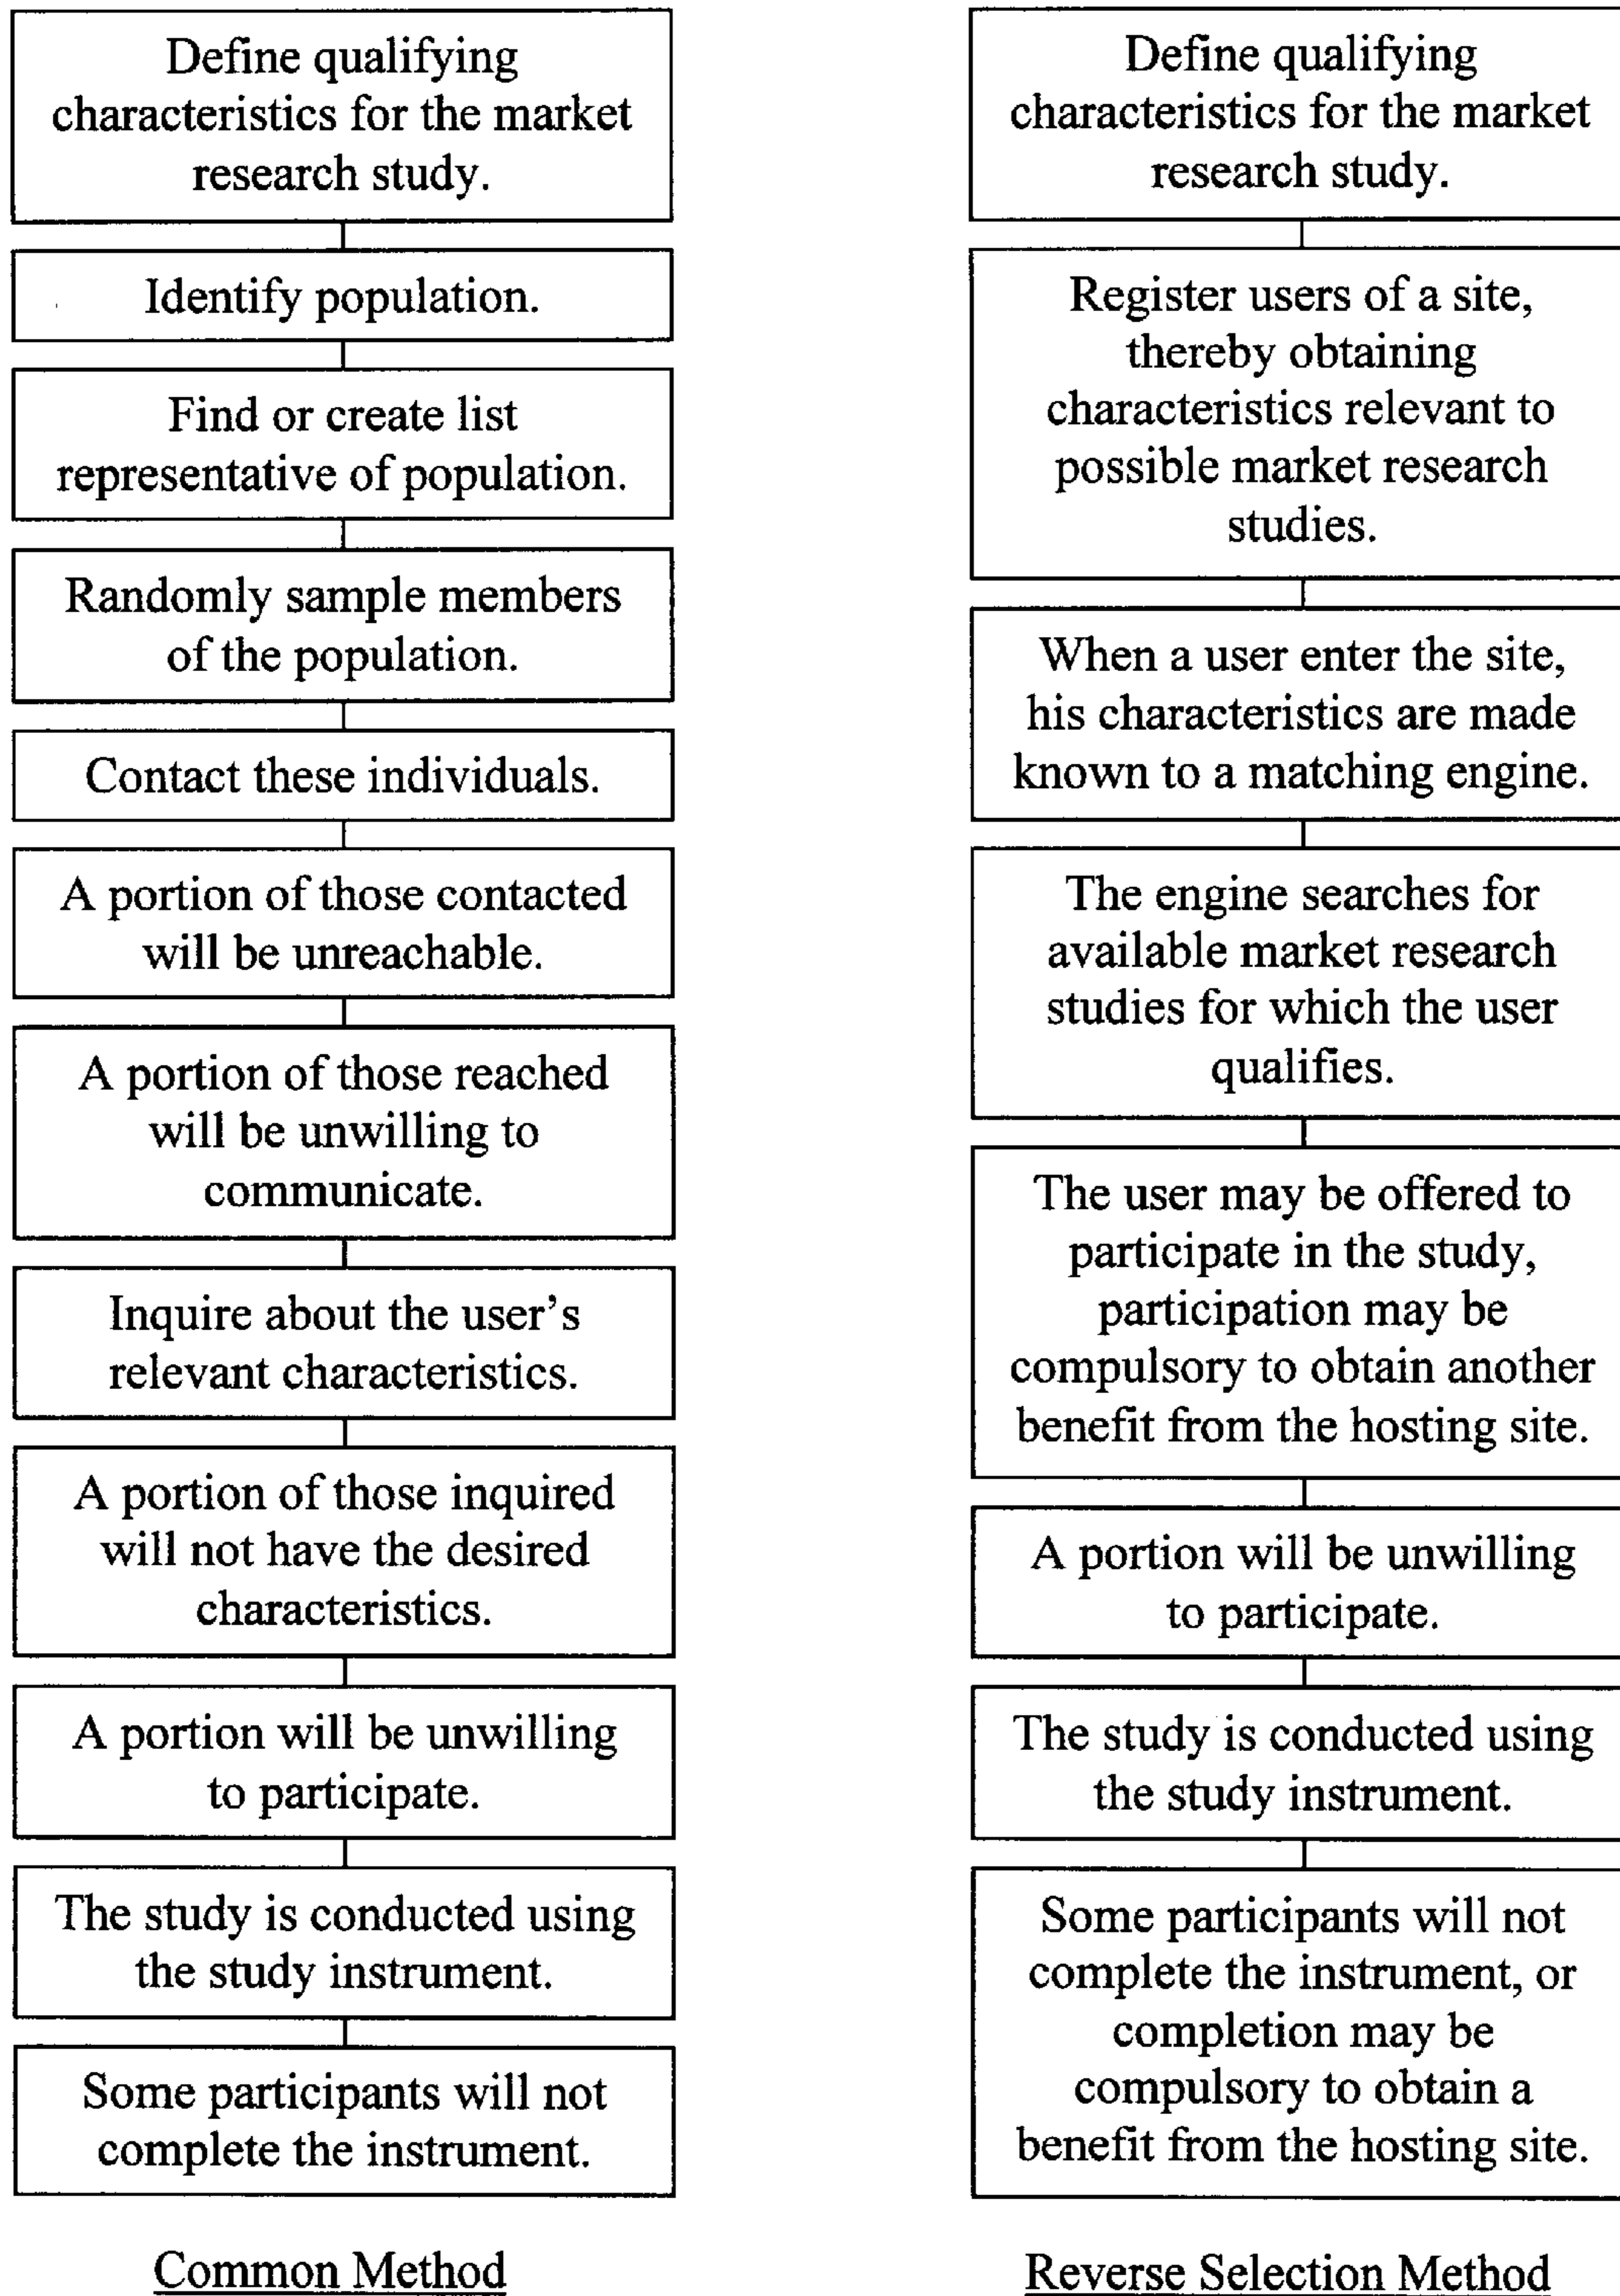 Define qualifying
characteristics for the market
research study.
Identify population.
Find or create list
representative of population.
Randomly sample members
of the population.
Contact these individuals.
A portion of those contacted
will be unreachable.
A portion of those reached
will be unwilling to
communicate.
Inquire about the user's
relevant characteristics.
A portion of those inquired
will not have the desired
characteristics.
A portion will be unwilling
to participate.
The study is conducted using
the study instrument.
Some participants will not
complete the instrument.
Common Method
Define qualifying
characteristics for the market
research study.
Register users of a site,
thereby obtaining
characteristics relevant to
possible market research
studies.
When a user enter the site,
his characteristics are made
known to a matching engine.
The engine searches for
available market research
studies for which the user
qualifies.
The user may be offered to
participate in the study,
participation may be
compulsory to obtain another
benefit from the hosting site.
A portion will be unwilling
to participate.
The study is conducted using
the study instrument.
Some participants will not
complete the instrument, or
completion may be
compulsory to obtain a
benefit from the hosting site.
Reverse Selection Method